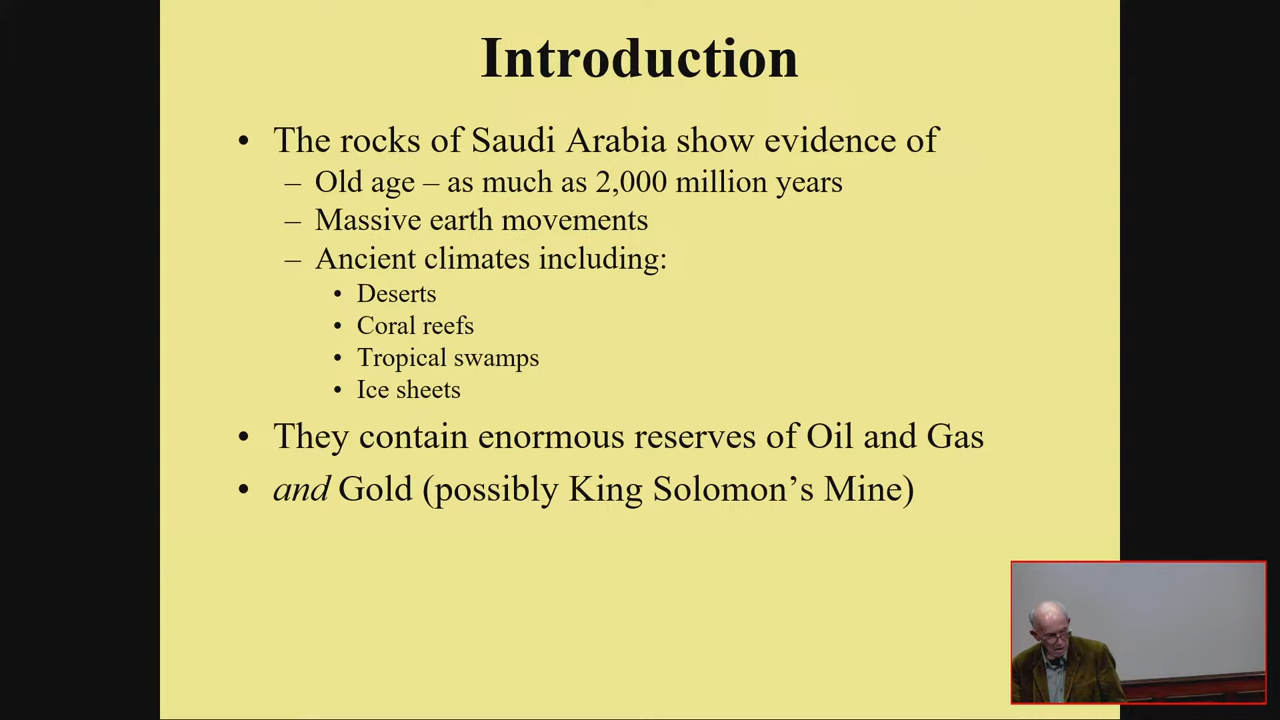 Introduction
• The rocks of Saudi Arabia show evidence of
– Old age – as much as 2,000 million years
– Massive earth movements
– Ancient climates including:
• Deserts
• Coral reefs
• Tropical swamps
• Ice sheets
• They contain enormous reserves of Oil and Gas
• and Gold (possibly King Solomon’s Mine)